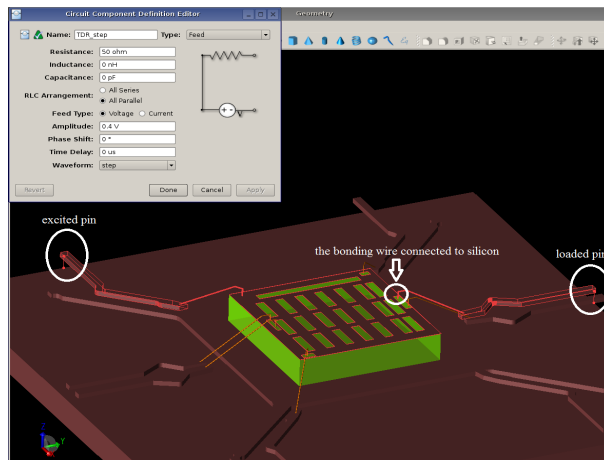 Circuit Component Definition Editor
Geometry
Name: TDR_step Type: Feed
Resistance: 50 ohm
Inductance: 0 nH
Capacitance: 0 pF
RLC Arrangement: All Series
All Parallel
Feed Type: Voltage Current
Amplitude: 0.4 V
Phase Shift: 0 °
Time Delay: 0 us
Waveform: step
Revert Done Cancel Apply
excited pin
the bonding wire connected to silicon
loaded pin
Y